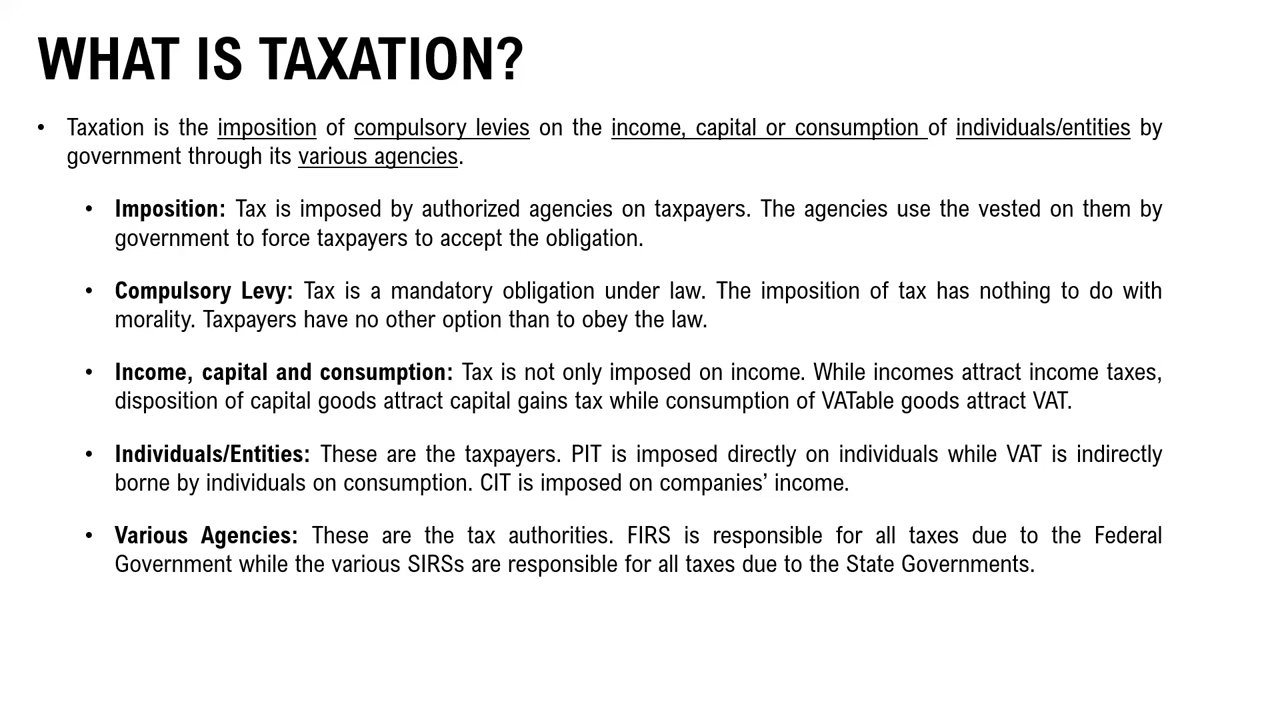 WHAT IS TAXATION?
• Taxation is the imposition of compulsory levies on the income, capital or consumption of individuals/entities by
government through its various agencies.
• Imposition: Tax is imposed by authorized agencies on taxpayers. The agencies use the vested on them by
government to force taxpayers to accept the obligation.
• Compulsory Levy: Tax is a mandatory obligation under law. The imposition of tax has nothing to do with
morality. Taxpayers have no other option than to obey the law.
• Income, capital and consumption: Tax is not only imposed on income. While incomes attract income taxes,
disposition of capital goods attract capital gains tax while consumption of VATable goods attract VAT.
• Individuals/Entities: These are the taxpayers. PIT is imposed directly on individuals while VAT is indirectly
borne by individuals on consumption. CIT is imposed on companies’ income.
• Various Agencies: These are the tax authorities. FIRS is responsible for all taxes due to the Federal
Government while the various SIRSs are responsible for all taxes due to the State Governments.